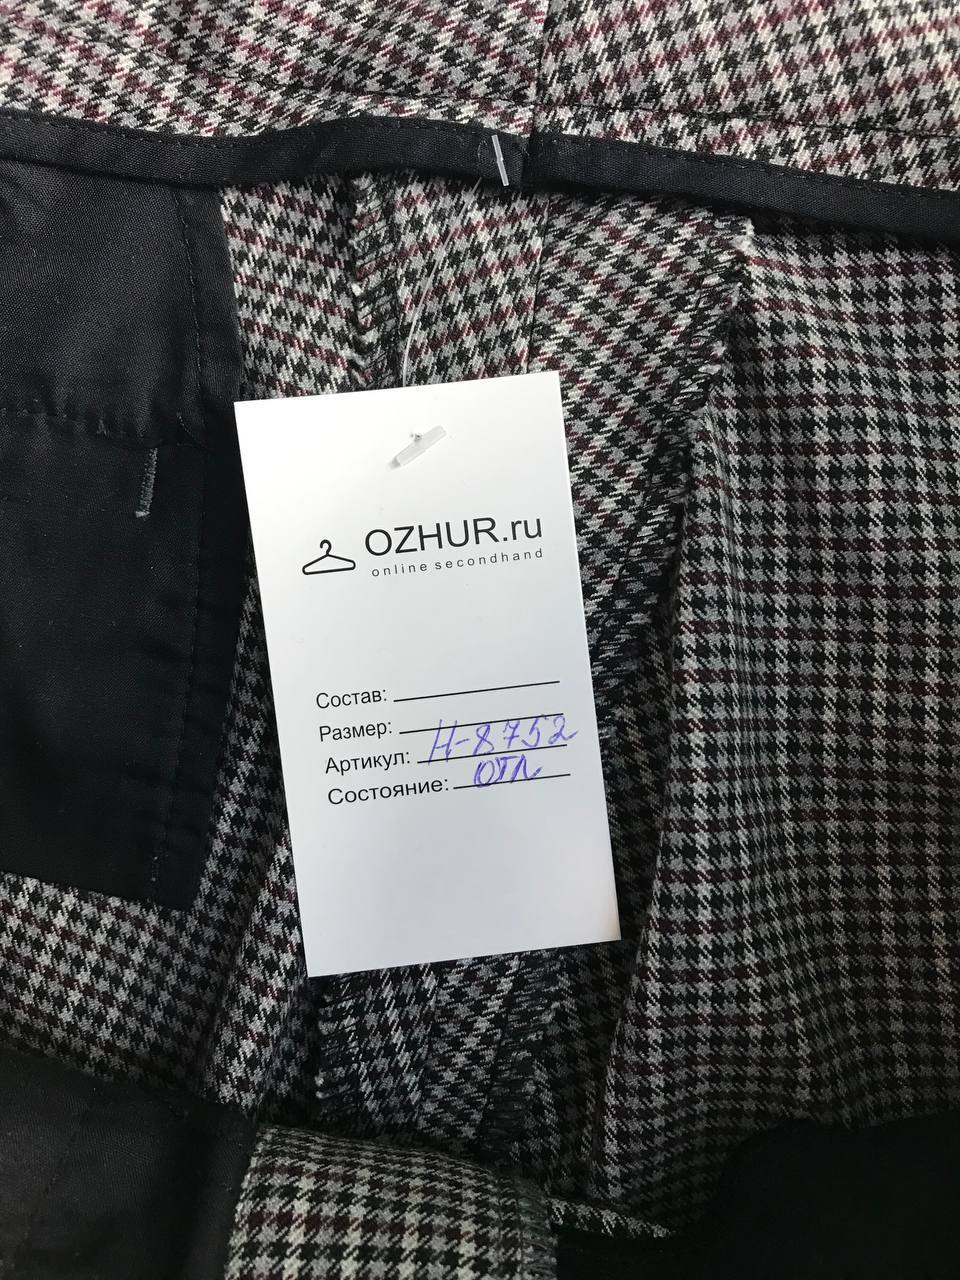 OZHUR.ru
online secondhand
Состав:
Размер:
Артикул: Н-8752
Состояние: ОТЛ